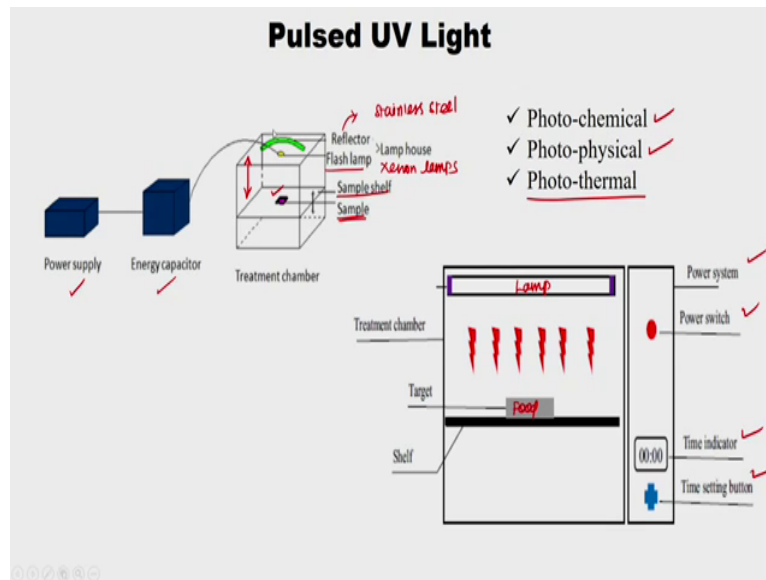 Pulsed UV Light
stainless steel
Reflector
Lamp house
Flash lamp
Xenon lamps
Sample shelf
Sample
Power supply
Energy capacitor
Treatment chamber
✓ Photo-chemical
✓ Photo-physical
✓ Photo-thermal
Lamp
Power system
Power switch
Treatment chamber
Target
Food
Shelf
00:00
Time indicator
Time setting button